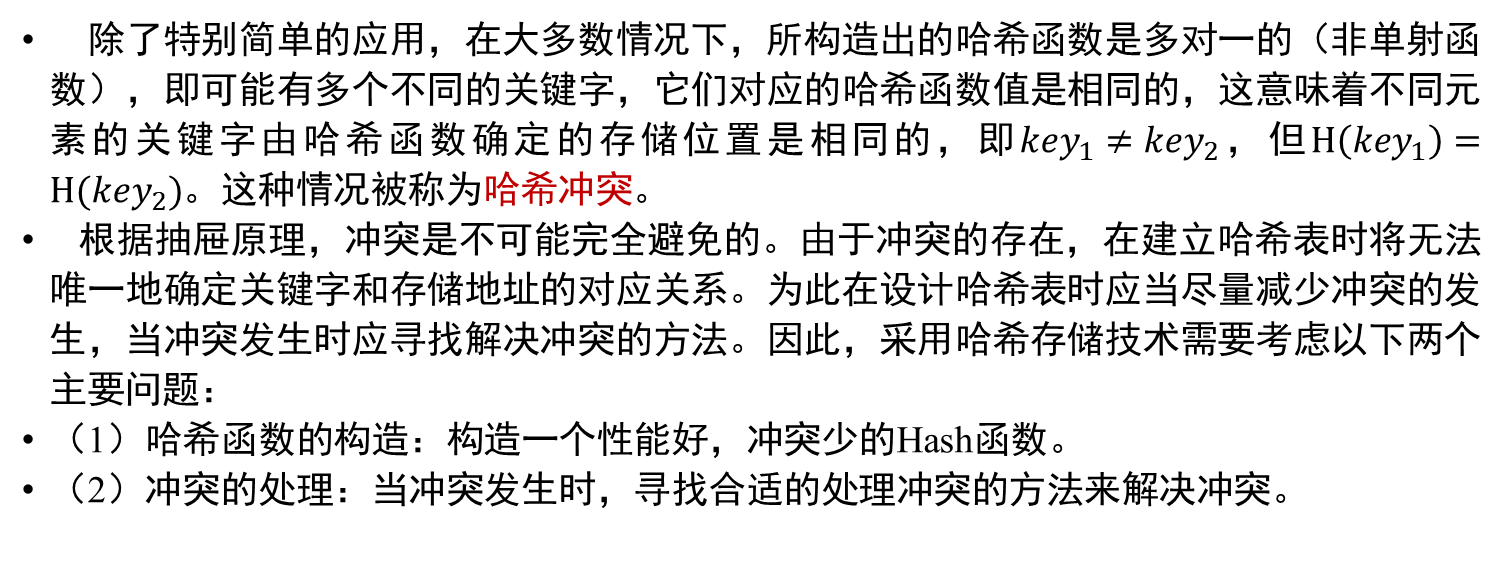 • 除了特别简单的应用，在大多数情况下，所构造出的哈希函数是多对一的（非单射函
数），即可能有多个不同的关键字，它们对应的哈希函数值是相同的，这意味着不同元
素的关键字由哈希函数确定的存储位置是相同的，即key₁ ≠ key₂，但H(key₁) =
H(key₂)。这种情况被称为哈希冲突。
• 根据抽屉原理，冲突是不可能完全避免的。由于冲突的存在，在建立哈希表时将无法
唯一地确定关键字和存储地址的对应关系。为此在设计哈希表时应当尽量减少冲突的发
生，当冲突发生时应寻找解决冲突的方法。因此，采用哈希存储技术需要考虑以下两个
主要问题：
• （1）哈希函数的构造：构造一个性能好，冲突少的Hash函数。
• （2）冲突的处理：当冲突发生时，寻找合适的处理冲突的方法来解决冲突。